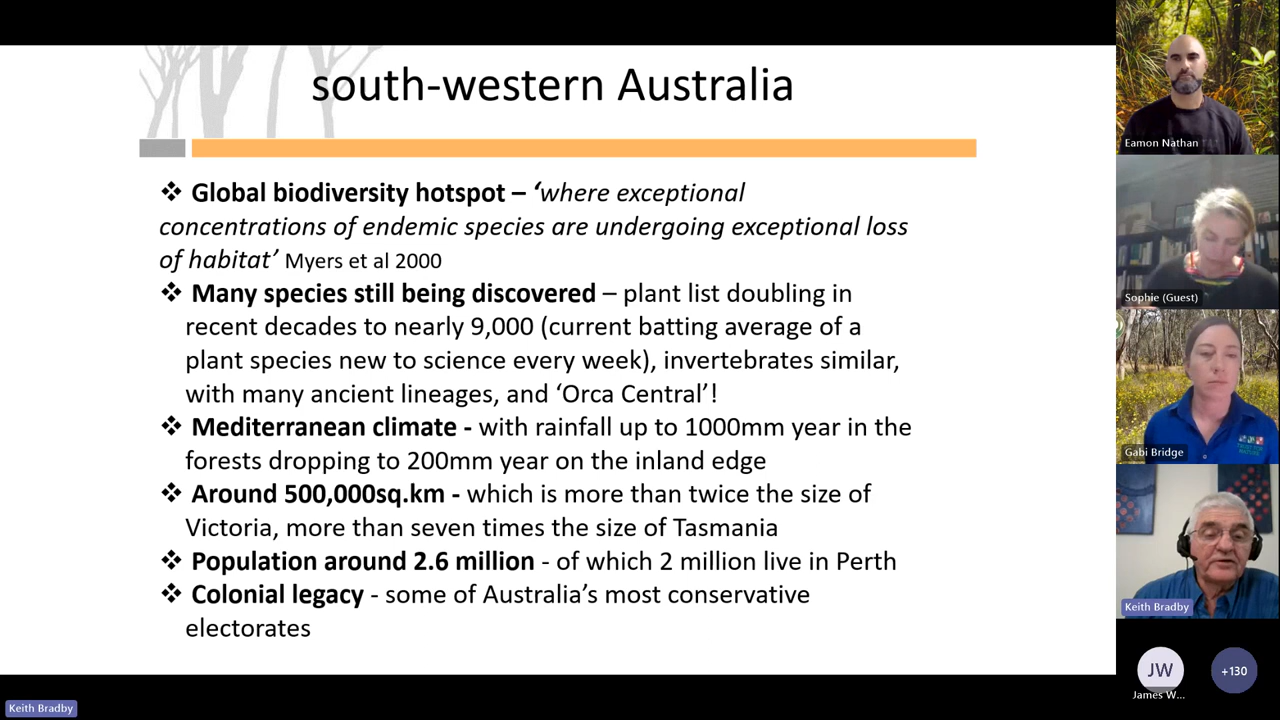 south-western Australia
❖ Global biodiversity hotspot – ‘where exceptional
concentrations of endemic species are undergoing exceptional loss
of habitat’ Myers et al 2000
❖ Many species still being discovered – plant list doubling in
recent decades to nearly 9,000 (current batting average of a
plant species new to science every week), invertebrates similar,
with many ancient lineages, and ‘Orca Central’!
❖ Mediterranean climate - with rainfall up to 1000mm year in the
forests dropping to 200mm year on the inland edge
❖ Around 500,000sq.km - which is more than twice the size of
Victoria, more than seven times the size of Tasmania
❖ Population around 2.6 million - of which 2 million live in Perth
❖ Colonial legacy - some of Australia’s most conservative
electorates
Keith Bradby
Eamon Nathan
Sophie (Guest)
Gabi Bridge
Keith Bradby
JW
+130
James W...